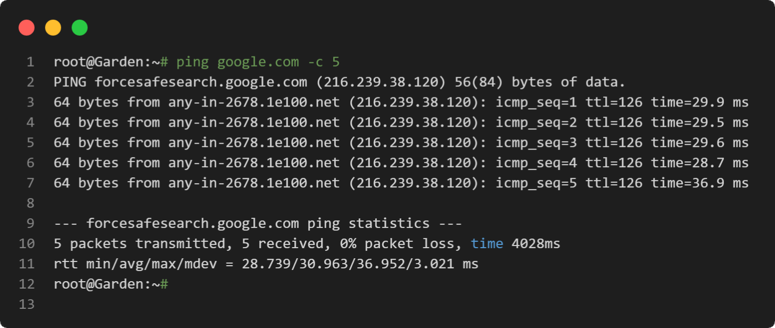 1 root@Garden:~# ping google.com -c 5
2 PING forcesafesearch.google.com (216.239.38.120) 56(84) bytes of data.
3 64 bytes from any-in-2678.1e100.net (216.239.38.120): icmp_seq=1 ttl=126 time=29.9 ms
4 64 bytes from any-in-2678.1e100.net (216.239.38.120): icmp_seq=2 ttl=126 time=29.5 ms
5 64 bytes from any-in-2678.1e100.net (216.239.38.120): icmp_seq=3 ttl=126 time=29.6 ms
6 64 bytes from any-in-2678.1e100.net (216.239.38.120): icmp_seq=4 ttl=126 time=28.7 ms
7 64 bytes from any-in-2678.1e100.net (216.239.38.120): icmp_seq=5 ttl=126 time=36.9 ms
8
9 --- forcesafesearch.google.com ping statistics ---
10 5 packets transmitted, 5 received, 0% packet loss, time 4028ms
11 rtt min/avg/max/mdev = 28.739/30.963/36.952/3.021 ms
12 root@Garden:~#
13